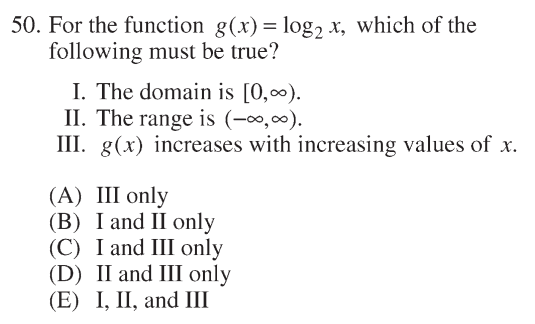 50. For the function g(x) = log₂ x, which of the
following must be true?
I. The domain is [0,∞).
II. The range is (−∞,∞).
III. g(x) increases with increasing values of x.
(A) III only
(B) I and II only
(C) I and III only
(D) II and III only
(E) I, II, and III